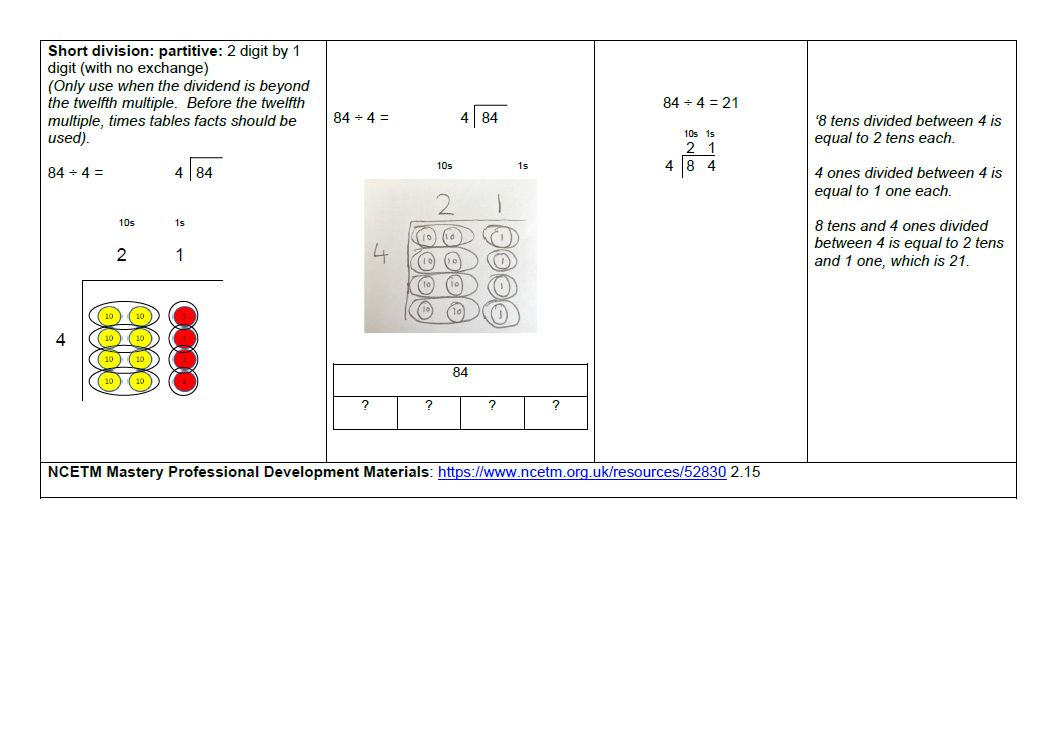 Short division: partitive: 2 digit by 1
digit (with no exchange)
(Only use when the dividend is beyond
the twelfth multiple.  Before the twelfth
multiple, times tables facts should be
used).
84 ÷ 4 =
4 84
10s 1s
2 1
4
10 10 1
10 10 1
10 10 1
10 10 1
84 ÷ 4 =
4 84
10s 1s
2 1
4
10 10 1
10 10 1
10 10 1
10 10 1
84
? ? ? ?
84 ÷ 4 = 21
10s 1s
2 1
4 8 4
‘8 tens divided between 4 is
equal to 2 tens each.
4 ones divided between 4 is
equal to 1 one each.
8 tens and 4 ones divided
between 4 is equal to 2 tens
and 1 one, which is 21.
NCETM Mastery Professional Development Materials: https://www.ncetm.org.uk/resources/52830 2.15